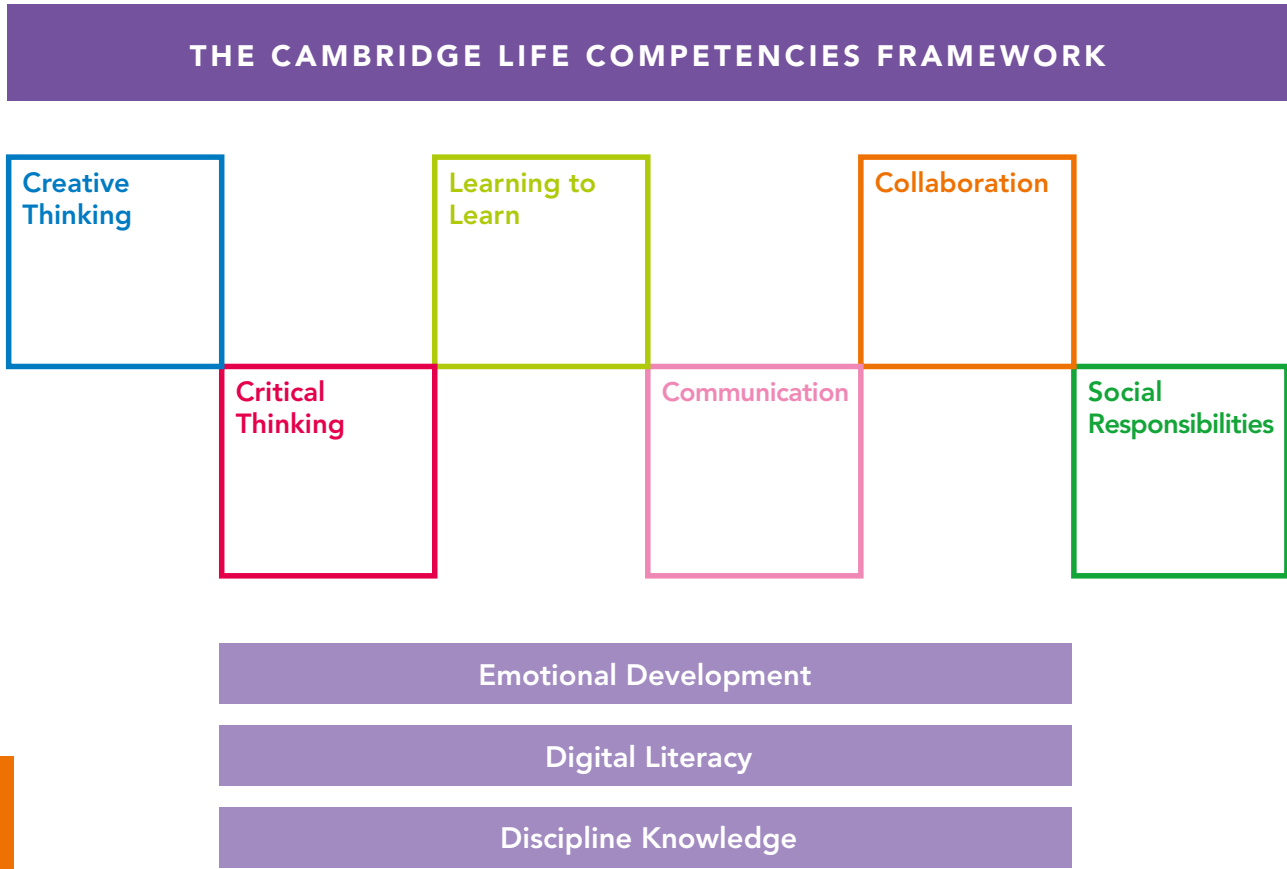 THE CAMBRIDGE LIFE COMPETENCIES FRAMEWORK
Creative
Thinking
Learning to
Learn
Collaboration
Critical
Thinking
Communication
Social
Responsibilities
Emotional Development
Digital Literacy
Discipline Knowledge